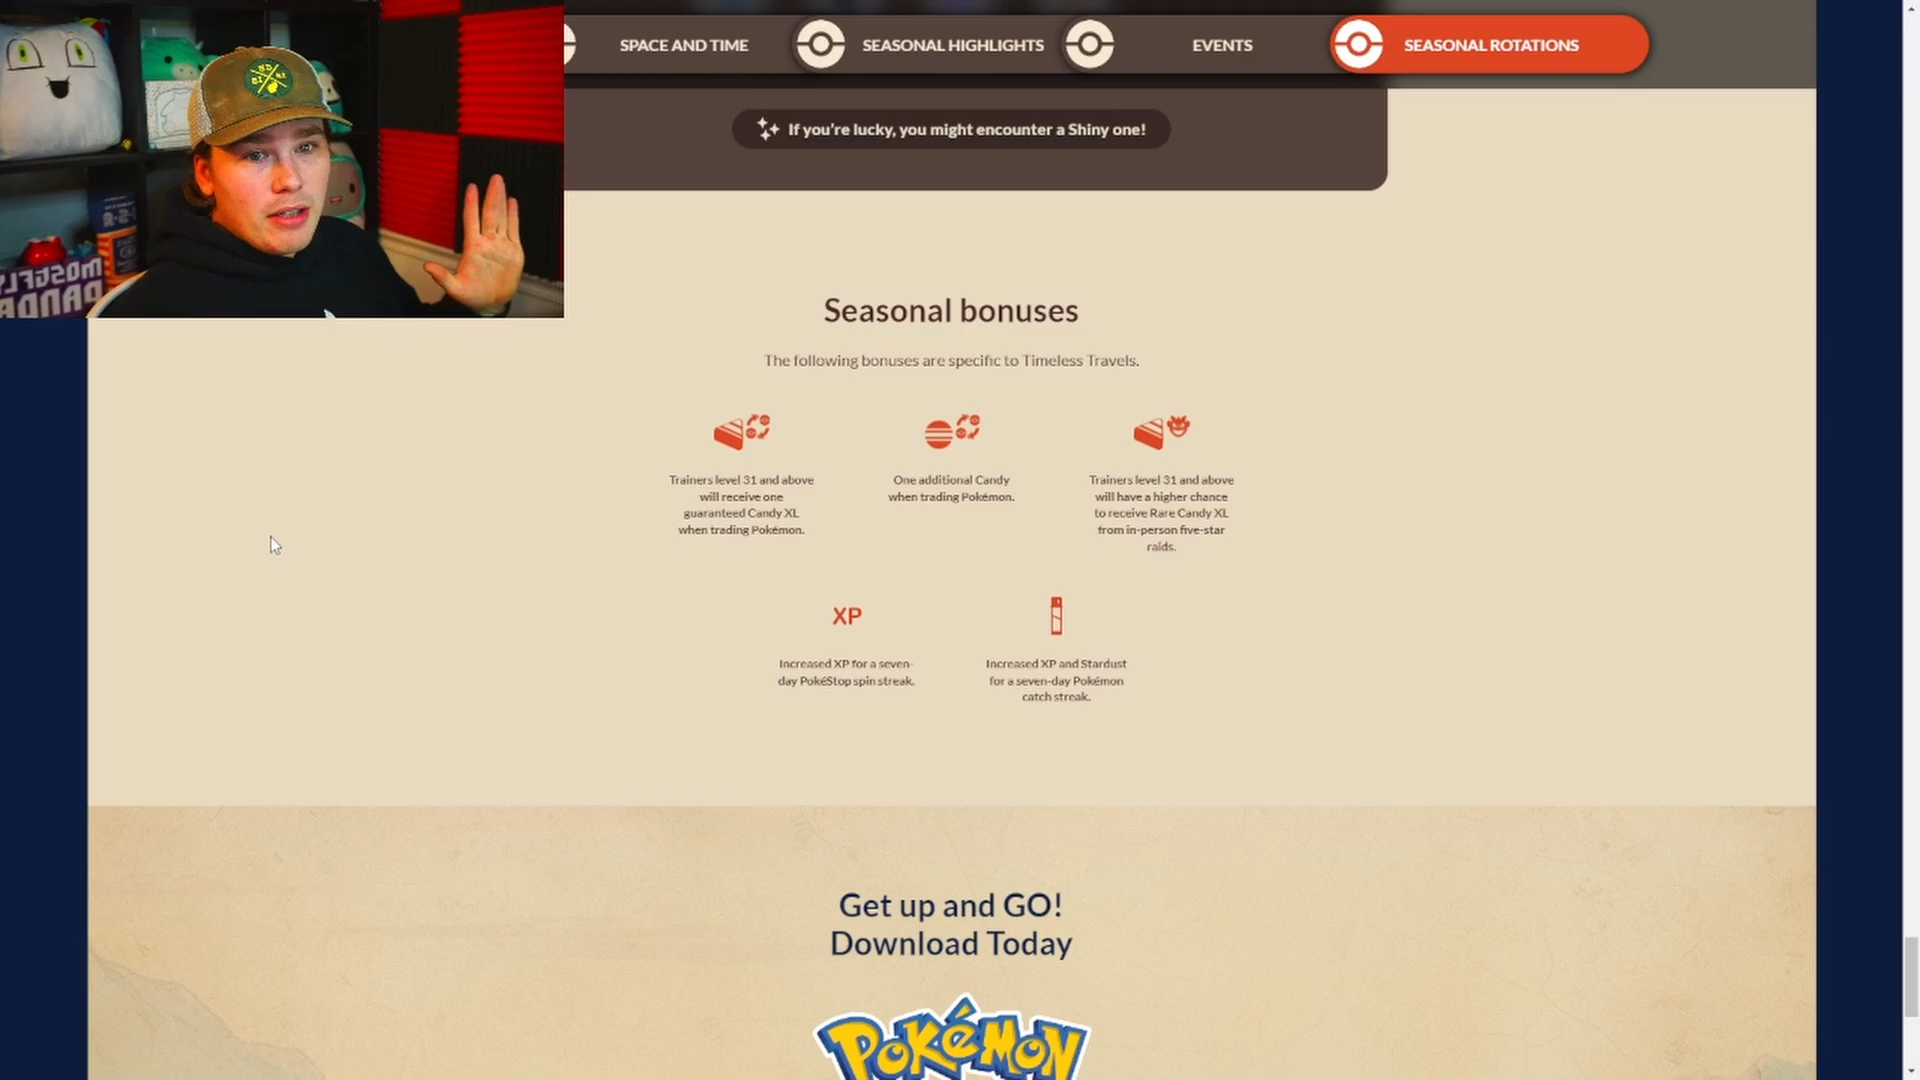 SPACE AND TIME
SEASONAL HIGHLIGHTS
EVENTS
SEASONAL ROTATIONS
If you're lucky, you might encounter a Shiny one!
MOSTLY
PANDA
Seasonal bonuses
The following bonuses are specific to Timeless Travels.
Trainers level 31 and above
will receive one
guaranteed Candy XL
when trading Pokémon.
One additional Candy
when trading Pokémon.
Trainers level 31 and above
will have a higher chance
to receive Rare Candy XL
from in-person five-star
raids.
XP
Increased XP for a seven-
day PokéStop spin streak.
Increased XP and Stardust
for a seven-day Pokémon
catch streak.
Get up and GO!
Download Today
POKéMON